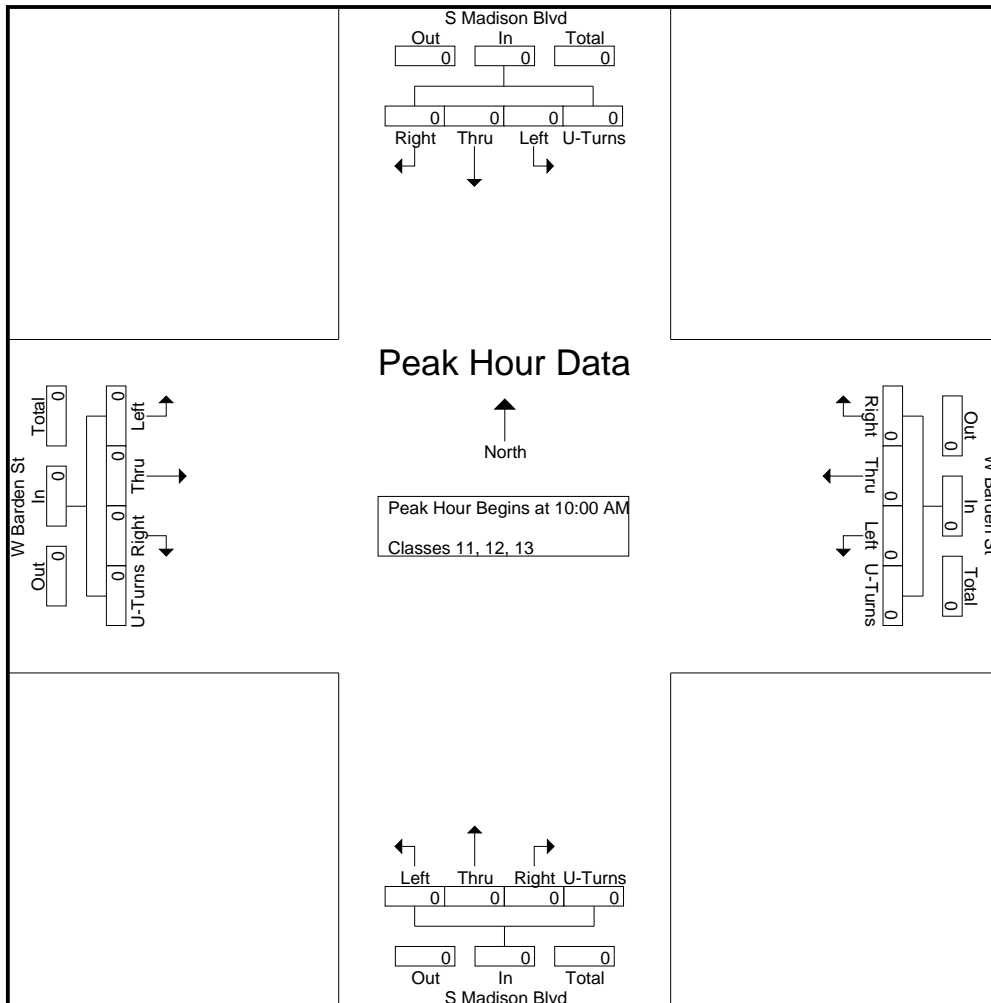 S Madison Blvd
Out In Total
0 0 0
0 0 0 0
Right Thru Left U-Turns
Peak Hour Data
North
Peak Hour Begins at 10:00 AM
Classes 11, 12, 13
W Barden St
Total In Out
0 0 0
0 0 0 0
Left Thru Right U-Turns
Right Thru Left U-Turns
0 0 0 0
Out In Total
0 0 0
W Barden St
Left Thru Right U-Turns
0 0 0 0
0 0 0
Out In Total
S Madison Blvd